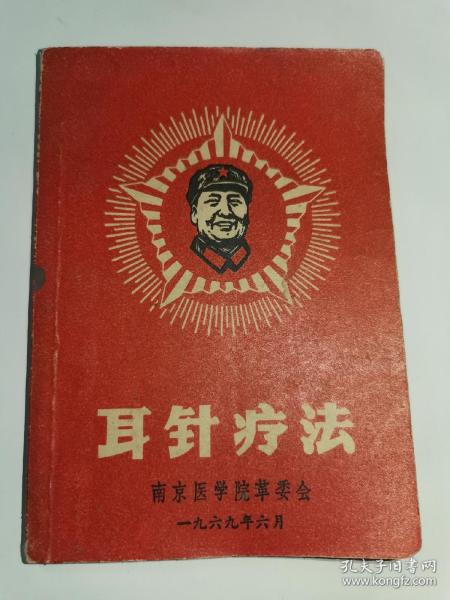 耳针疗法
南京医学院革委会
一九六九年六月
孔夫子旧书网
www.kongfz.com